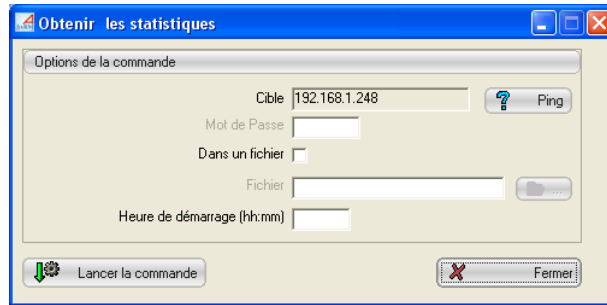 Obtenir les statistiques
Options de la commande
Cible 192.168.1.248 Ping
Mot de Passe
Dans un fichier
Fichier ...
Heure de démarrage (hh:mm)
Lancer la commande Fermer